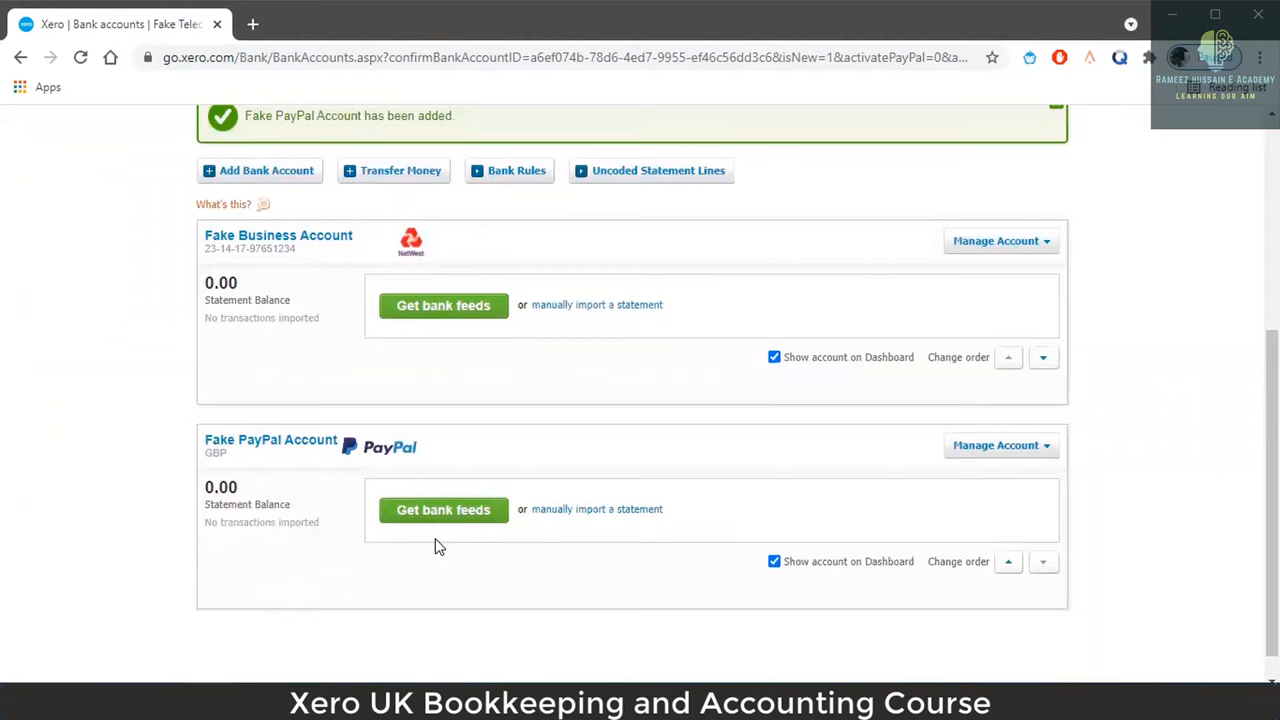 Xero | Bank accounts | Fake Telec
go.xero.com/Bank/BankAccounts.aspx?confirmBankAccountID=a6ef074b-78d6-4ed7-9955-ef46c56dd3c6&isNew=1&activatePayPal=0&a...
Apps
Reading list
RAMEEZ HUSSAIN E ACADEMY
LEARNING OUR AIM
Fake PayPal Account has been added.
Add Bank Account Transfer Money Bank Rules Uncoded Statement Lines
What's this?
Fake Business Account
23-14-17-97651234
NatWest
Manage Account
0.00
Statement Balance
No transactions imported
Get bank feeds or manually import a statement
Show account on Dashboard Change order
Fake PayPal Account
GBP
PayPal
Manage Account
0.00
Statement Balance
No transactions imported
Get bank feeds or manually import a statement
Show account on Dashboard Change order
Xero UK Bookkeeping and Accounting Course